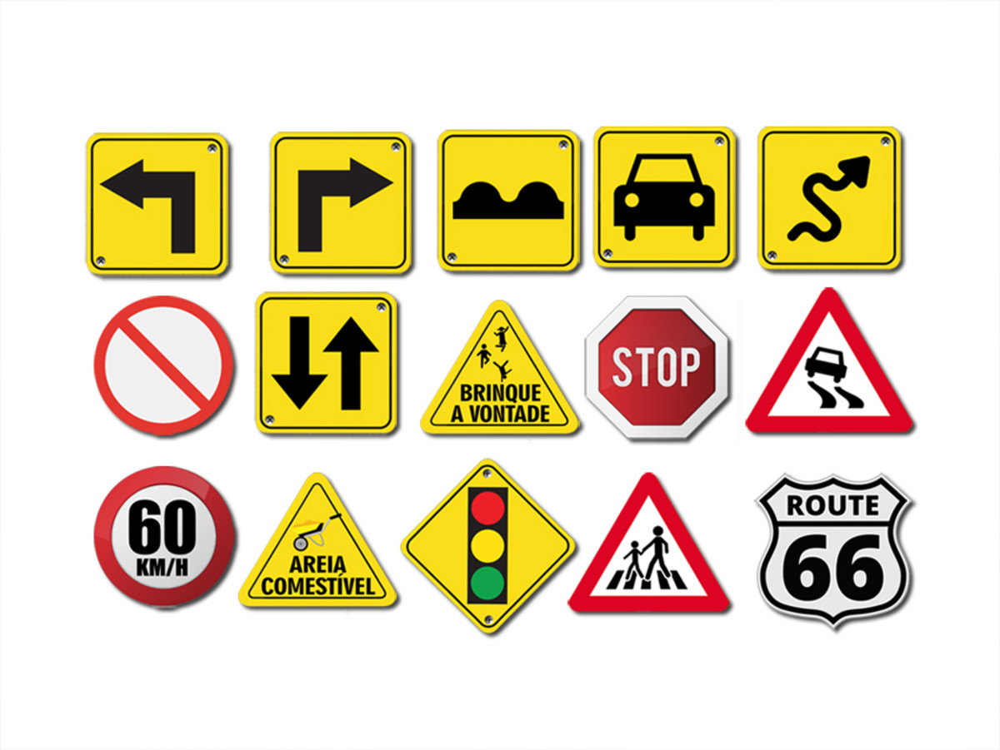 BRINQUE
A VONTADE
STOP
60
KM/H
AREIA
COMESTÍVEL
ROUTE
66